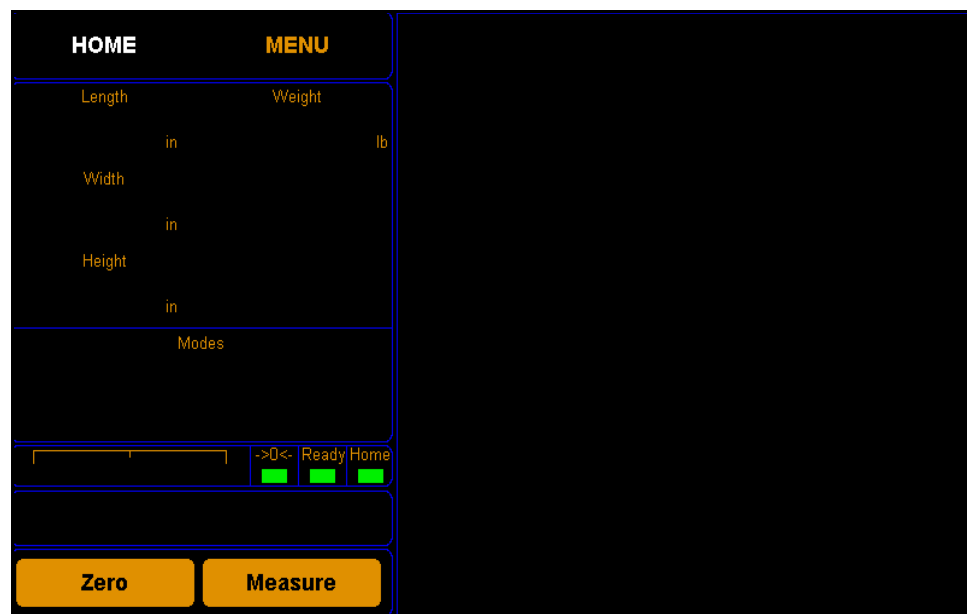 HOME MENU
Length Weight
in lb
Width
in
Height
in
Modes
->0<- Ready Home
Zero Measure